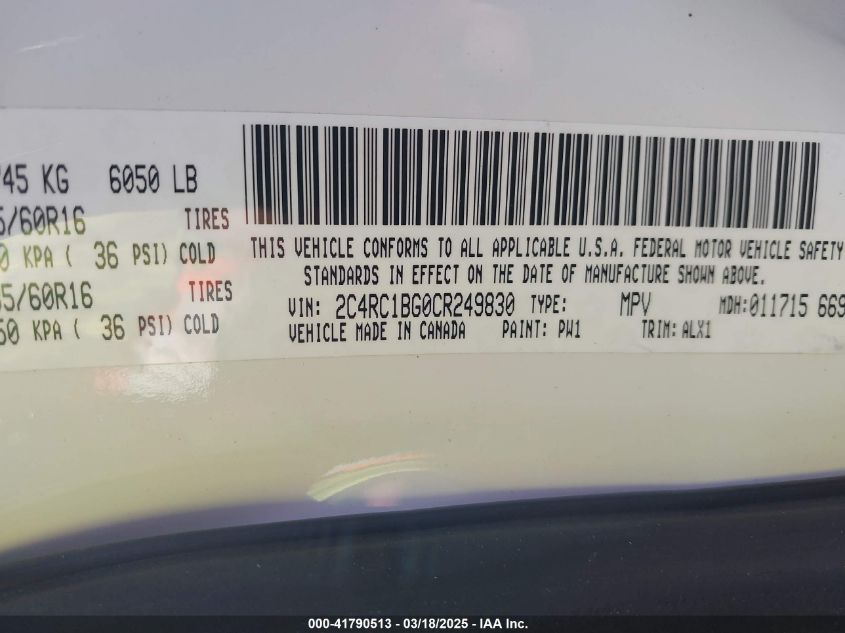 745 KG 6050 LB
5/60R16 TIRES
0 KPA ( 36 PSI) COLD
65/60R16 TIRES
50 KPA ( 36 PSI) COLD
THIS VEHICLE CONFORMS TO ALL APPLICABLE U.S.A. FEDERAL MOTOR VEHICLE SAFETY
STANDARDS IN EFFECT ON THE DATE OF MANUFACTURE SHOWN ABOVE.
VIN: 2C4RC1BG0CR249830 TYPE: MPV MDH:011715 669
VEHICLE MADE IN CANADA PAINT: PW1 TRIM: ALX1
000-41790513 - 03/18/2025 - IAA Inc.